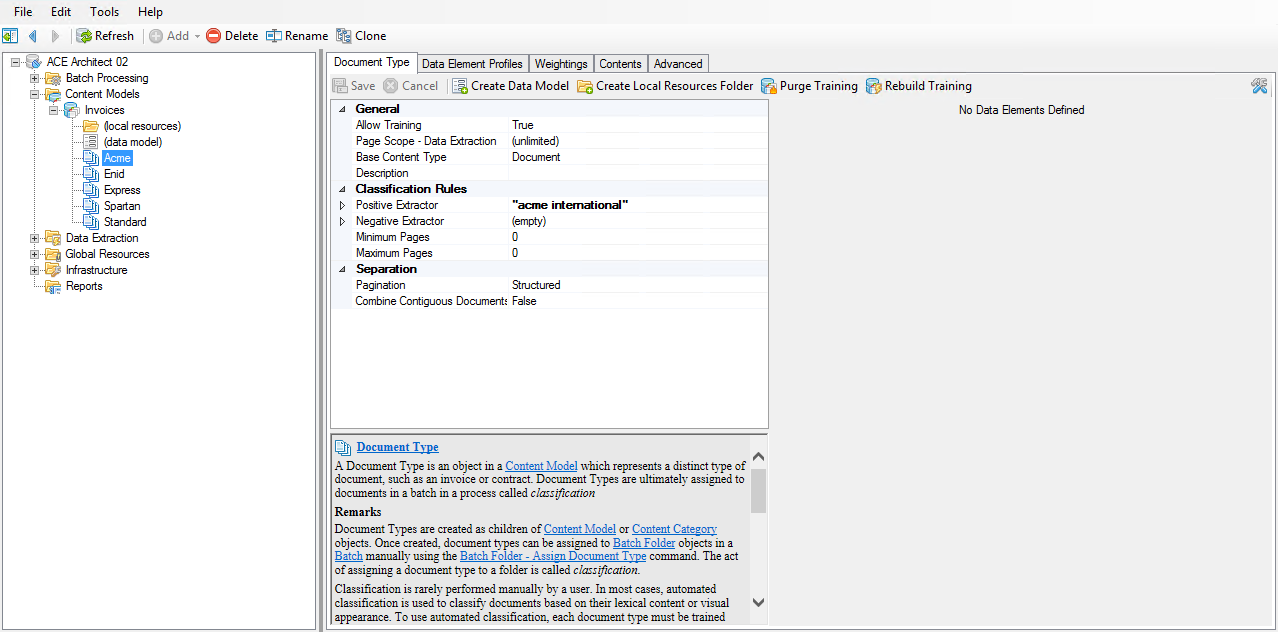 File Edit Tools Help
Refresh Add Delete Rename Clone
ACE Architect 02
Batch Processing
Content Models
Invoices
(local resources)
(data model)
Acme
Enid
Express
Spartan
Standard
Data Extraction
Global Resources
Infrastructure
Reports
Document Type Data Element Profiles Weightings Contents Advanced
Save Cancel Create Data Model Create Local Resources Folder Purge Training Rebuild Training
General
Allow Training True
Page Scope - Data Extraction (unlimited)
Base Content Type Document
Description
Classification Rules
Positive Extractor "acme international"
Negative Extractor (empty)
Minimum Pages 0
Maximum Pages 0
Separation
Pagination Structured
Combine Contiguous Documents False
No Data Elements Defined
Document Type
A Document Type is an object in a Content Model which represents a distinct type of
document, such as an invoice or contract. Document Types are ultimately assigned to
documents in a batch in a process called classification
Remarks
Document Types are created as children of Content Model or Content Category
objects. Once created, document types can be assigned to Batch Folder objects in a
Batch manually using the Batch Folder - Assign Document Type command. The act
of assigning a document type to a folder is called classification.
Classification is rarely performed manually by a user. In most cases, automated
classification is used to classify documents based on their lexical content or visual
appearance. To use automated classification, each document type must be trained